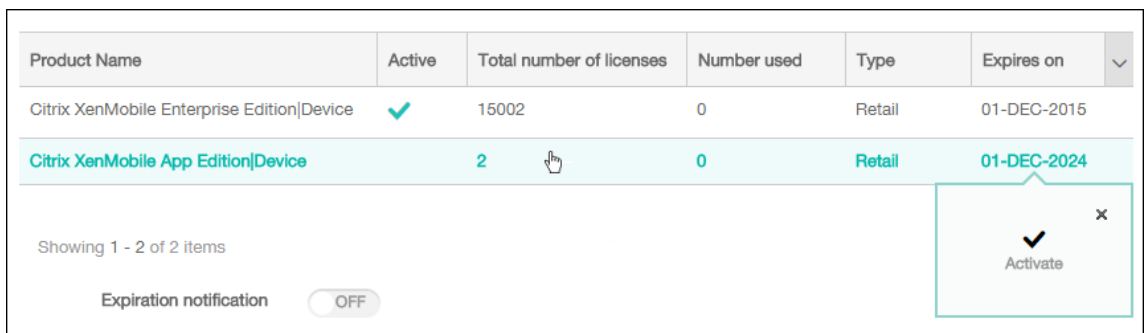 Product Name Active Total number of licenses Number used Type Expires on
Citrix XenMobile Enterprise Edition|Device 15002 0 Retail 01-DEC-2015
Citrix XenMobile App Edition|Device 2 0 Retail 01-DEC-2024
Showing 1 - 2 of 2 items
Activate
Expiration notification OFF